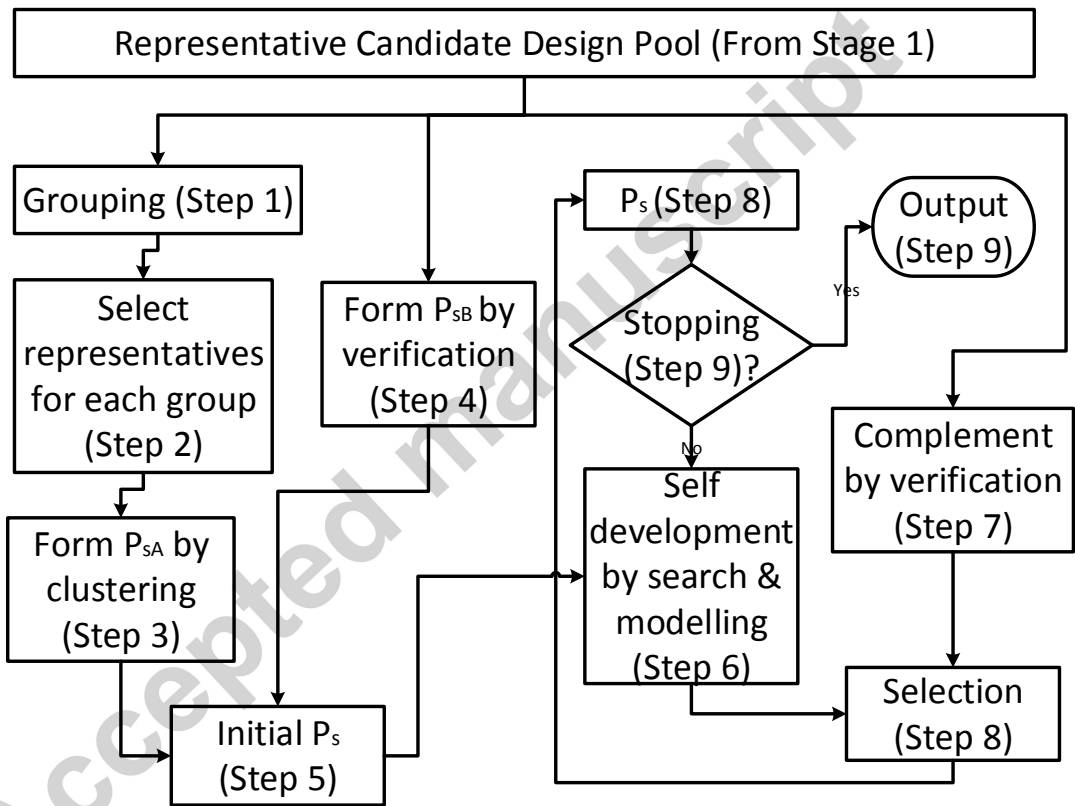 Representative Candidate Design Pool (From Stage 1)
Grouping (Step 1)
Select
representatives
for each group
(Step 2)
Form PsA by
clustering
(Step 3)
Form PsB by
verification
(Step 4)
Initial Ps
(Step 5)
Ps (Step 8)
Stopping
(Step 9)?
Yes
No
Output
(Step 9)
Self
development
by search &
modelling
(Step 6)
Complement
by verification
(Step 7)
Selection
(Step 8)
Accepted manuscript